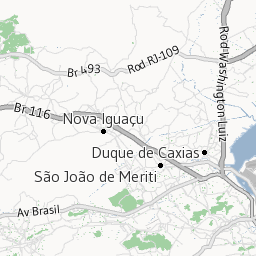 Rod RJ-109
Br 493
Rod Washington Luiz
Br 116
Nova Iguaçu
Duque de Caxias
São João de Meriti
Av Brasil